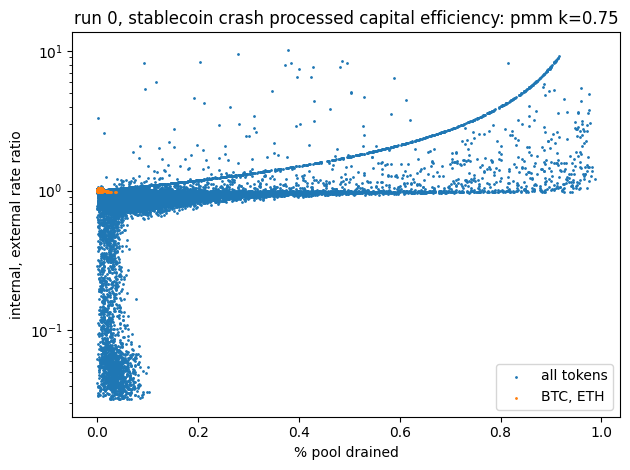 run 0, stablecoin crash processed capital efficiency: pmm k=0.75
internal, external rate ratio
10¹
10⁰
10⁻¹
0.0 0.2 0.4 0.6 0.8 1.0
% pool drained
all tokens
BTC, ETH